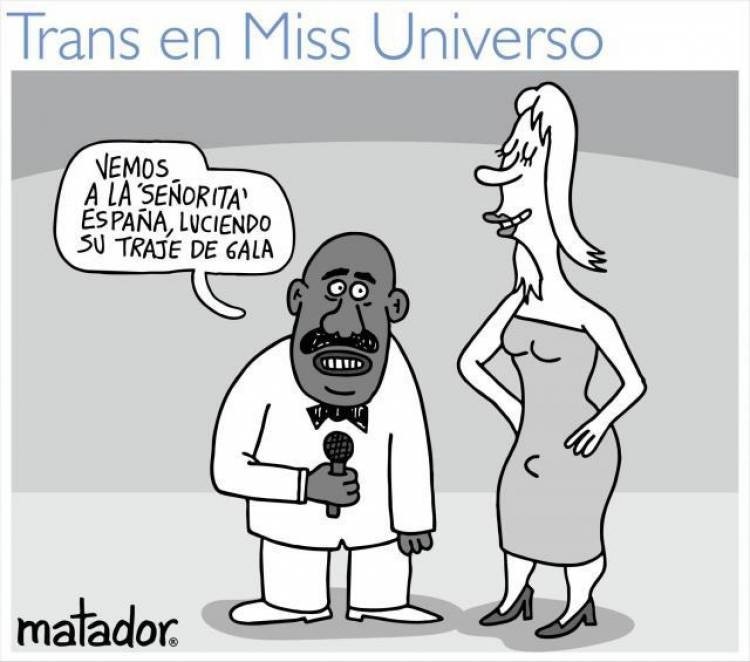 Trans en Miss Universo
VEMOS
A LA 'SEÑORITA'
ESPAÑA, LUCIENDO
SU TRAJE DE GALA
matador®